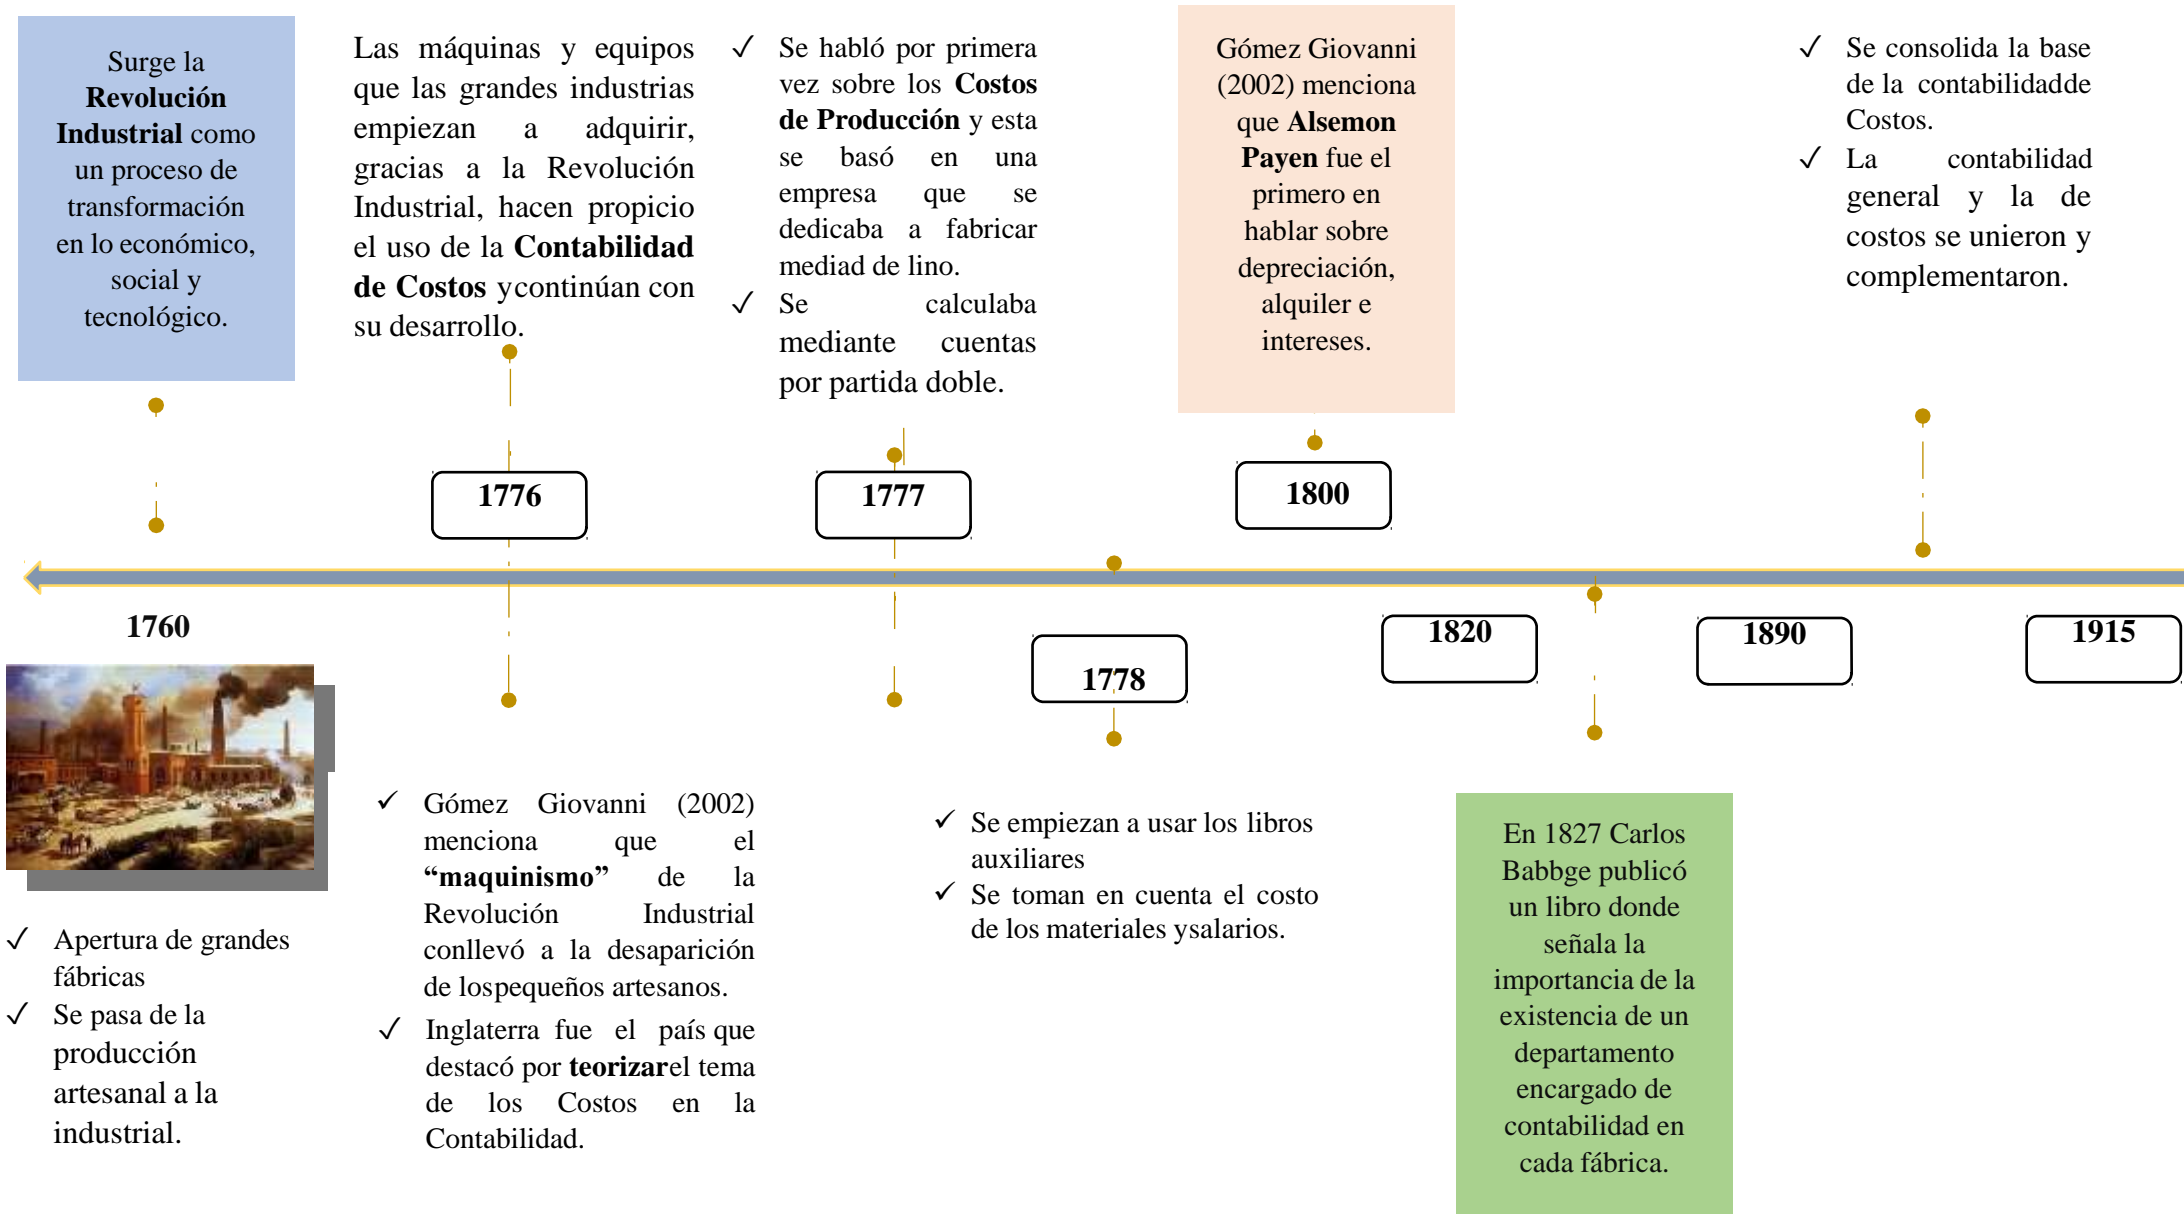 Surge la
Revolución
Industrial como
un proceso de
transformación
en lo económico,
social y
tecnológico.
Las máquinas y equipos
que las grandes industrias
empiezan a adquirir,
gracias a la Revolución
Industrial, hacen propicio
el uso de la Contabilidad
de Costos ycontinúan con
su desarrollo.
✓ Se habló por primera
vez sobre los Costos
de Producción y esta
se basó en una
empresa que se
dedicaba a fabricar
mediad de lino.
✓ Se calculaba
mediante cuentas
por partida doble.
Gómez Giovanni
(2002) menciona
que Alsemon
Payen fue el
primero en
hablar sobre
depreciación,
alquiler e
intereses.
✓ Se consolida la base
de la contabilidadde
Costos.
✓ La contabilidad
general y la de
costos se unieron y
complementaron.
1776
1777
1800
1760
1778
1820
1890
1915
✓ Apertura de grandes
fábricas
✓ Se pasa de la
producción
artesanal a la
industrial.
✓ Gómez Giovanni (2002)
menciona que el
“maquinismo” de la
Revolución Industrial
conllevó a la desaparición
de lospequeños artesanos.
✓ Inglaterra fue el país que
destacó por teorizarel tema
de los Costos en la
Contabilidad.
✓ Se empiezan a usar los libros
auxiliares
✓ Se toman en cuenta el costo
de los materiales ysalarios.
En 1827 Carlos
Babbge publicó
un libro donde
señala la
importancia de la
existencia de un
departamento
encargado de
contabilidad en
cada fábrica.